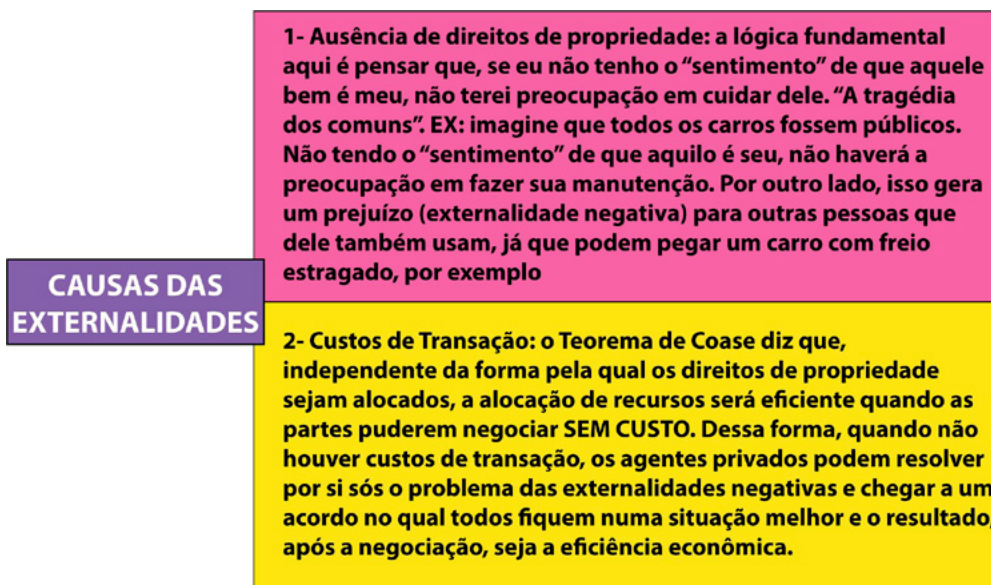 1- Ausência de direitos de propriedade: a lógica fundamental
aqui é pensar que, se eu não tenho o “sentimento” de que aquele
bem é meu, não terei preocupação em cuidar dele. “A tragédia
dos comuns”. EX: imagine que todos os carros fossem públicos.
Não tendo o “sentimento” de que aquilo é seu, não haverá a
preocupação em fazer sua manutenção. Por outro lado, isso gera
um prejuízo (externalidade negativa) para outras pessoas que
dele também usam, já que podem pegar um carro com freio
estragado, por exemplo
CAUSAS DAS
EXTERNALIDADES
2- Custos de Transação: o Teorema de Coase diz que,
independente da forma pela qual os direitos de propriedade
sejam alocados, a alocação de recursos será eficiente quando as
partes puderem negociar SEM CUSTO. Dessa forma, quando não
houver custos de transação, os agentes privados podem resolver
por si sós o problema das externalidades negativas e chegar a um
acordo no qual todos fiquem numa situação melhor e o resultado,
após a negociação, seja a eficiência econômica.